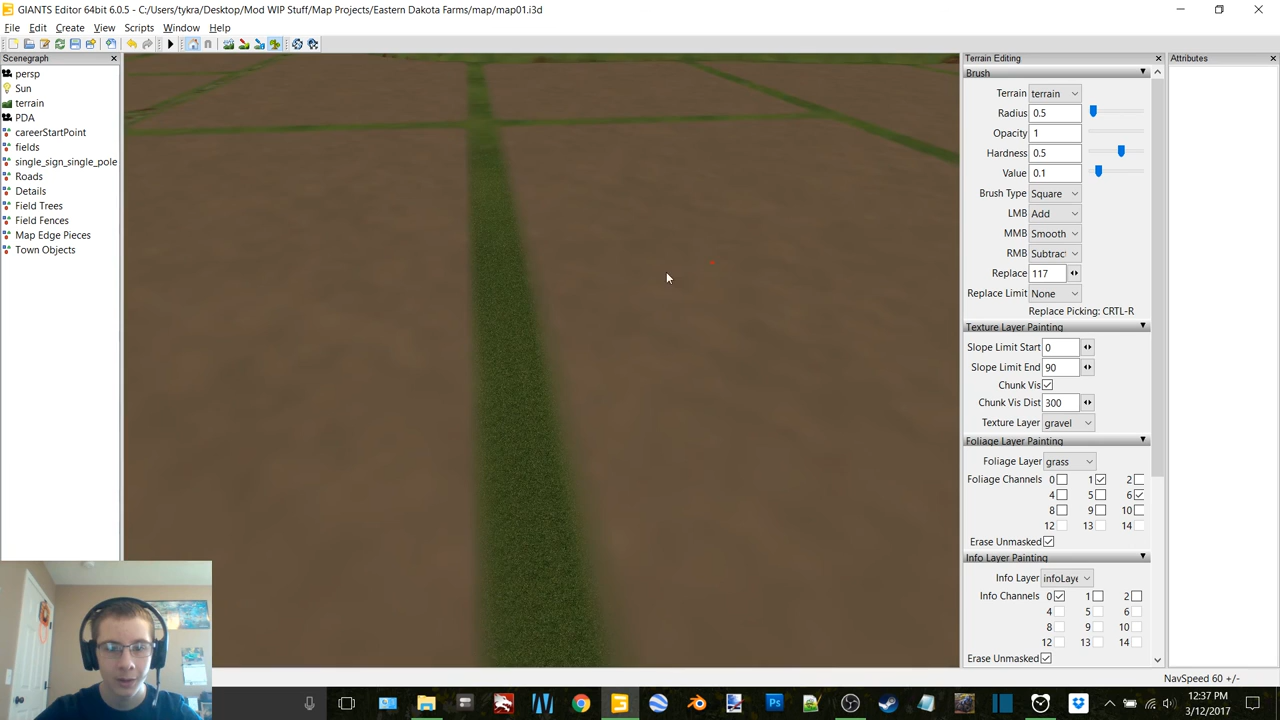 GIANTS Editor 64bit 6.0.5 - C:/Users/tykra/Desktop/Mod WIP Stuff/Map Projects/Eastern Dakota Farms/map/map01.i3d
File Edit Create View Scripts Window Help
Scenegraph
persp
Sun
terrain
PDA
careerStartPoint
fields
single_sign_single_pole
Roads
Details
Field Trees
Field Fences
Map Edge Pieces
Town Objects
Terrain Editing
Brush
Terrain terrain
Radius 0.5
Opacity 1
Hardness 0.5
Value 0.1
Brush Type Square
LMB Add
MMB Smooth
RMB Subtrac
Replace 117
Replace Limit None
Replace Picking: CRTL-R
Texture Layer Painting
Slope Limit Start 0
Slope Limit End 90
Chunk Vis
Chunk Vis Dist 300
Texture Layer gravel
Foliage Layer Painting
Foliage Layer grass
Foliage Channels 0 1 2
4 5 6
8 9 10
12 13 14
Erase Unmasked
Info Layer Painting
Info Layer infoLaye
Info Channels 0 1 2
4 5 6
8 9 10
12 13 14
Erase Unmasked
Attributes
NavSpeed 60 +/-
12:37 PM
3/12/2017